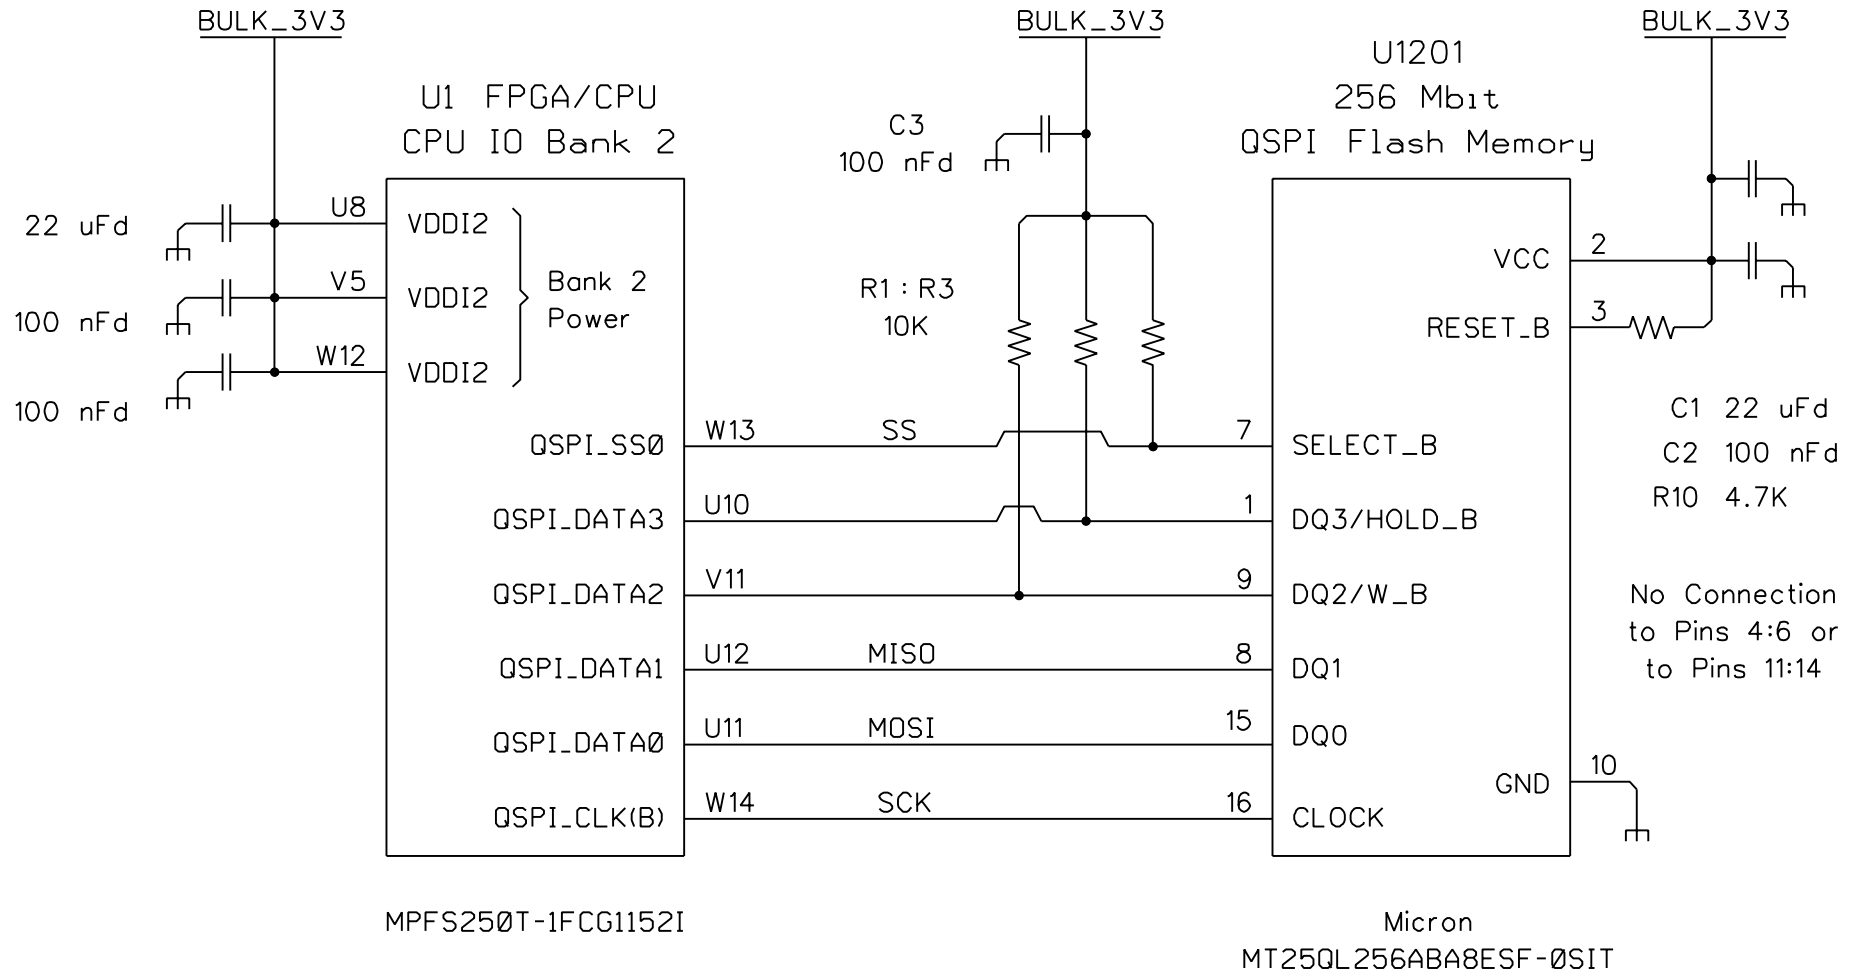 BULK_3V3
BULK_3V3
BULK_3V3
U1 FPGA/CPU
CPU IO Bank 2
U1201
256 Mbit
QSPI Flash Memory
C3
100 nFd
22 uFd
100 nFd
100 nFd
U8
V5
W12
VDDI2
VDDI2
VDDI2
Bank 2
Power
R1 : R3
10K
QSPI_SS0 W13 SS 7 SELECT_B
QSPI_DATA3 U10 1 DQ3/HOLD_B
QSPI_DATA2 V11 9 DQ2/W_B
QSPI_DATA1 U12 MISO 8 DQ1
QSPI_DATA0 U11 MOSI 15 DQ0
QSPI_CLK(B) W14 SCK 16 CLOCK
VCC 2
RESET_B 3
GND 10
C1 22 uFd
C2 100 nFd
R10 4.7K
No Connection
to Pins 4:6 or
to Pins 11:14
MPFS250T-1FCG1152I
Micron
MT25QL256ABA8ESF-0SIT